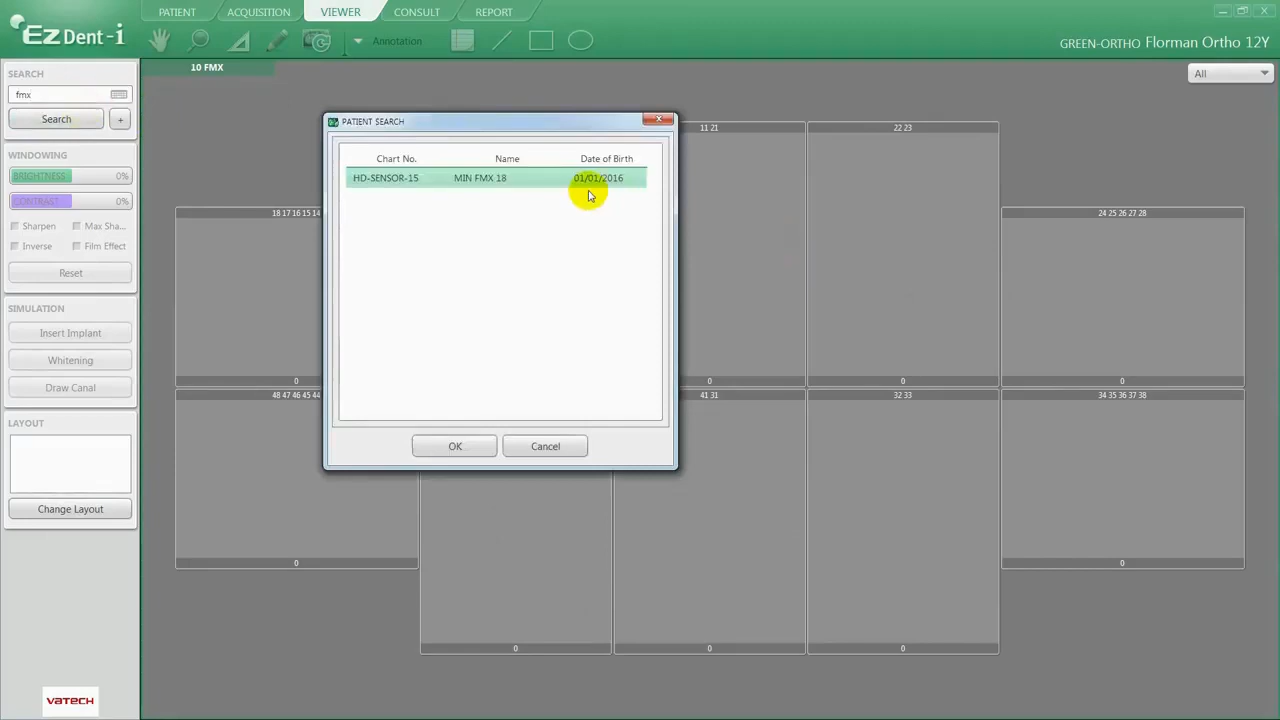 PATIENT
ACQUISITION
VIEWER
CONSULT
REPORT
Ez Dent-i
Annotation
GREEN-ORTHO Florman Ortho 12Y
SEARCH
fmx
Search
+
10 FMX
All
WINDOWING
BRIGHTNESS 0%
CONTRAST 0%
Sharpen
Max Sha...
Inverse
Film Effect
Reset
SIMULATION
Insert Implant
Whitening
Draw Canal
LAYOUT
Change Layout
vatech
PATIENT SEARCH
Chart No. Name Date of Birth
HD-SENSOR-15 MIN FMX 18 01/01/2016
OK
Cancel
11 21
22 23
18 17 16 15 14
24 25 26 27 28
0
0
0
0
48 47 46 45 44
41 31
32 33
34 35 36 37 38
0
0
0
0
0